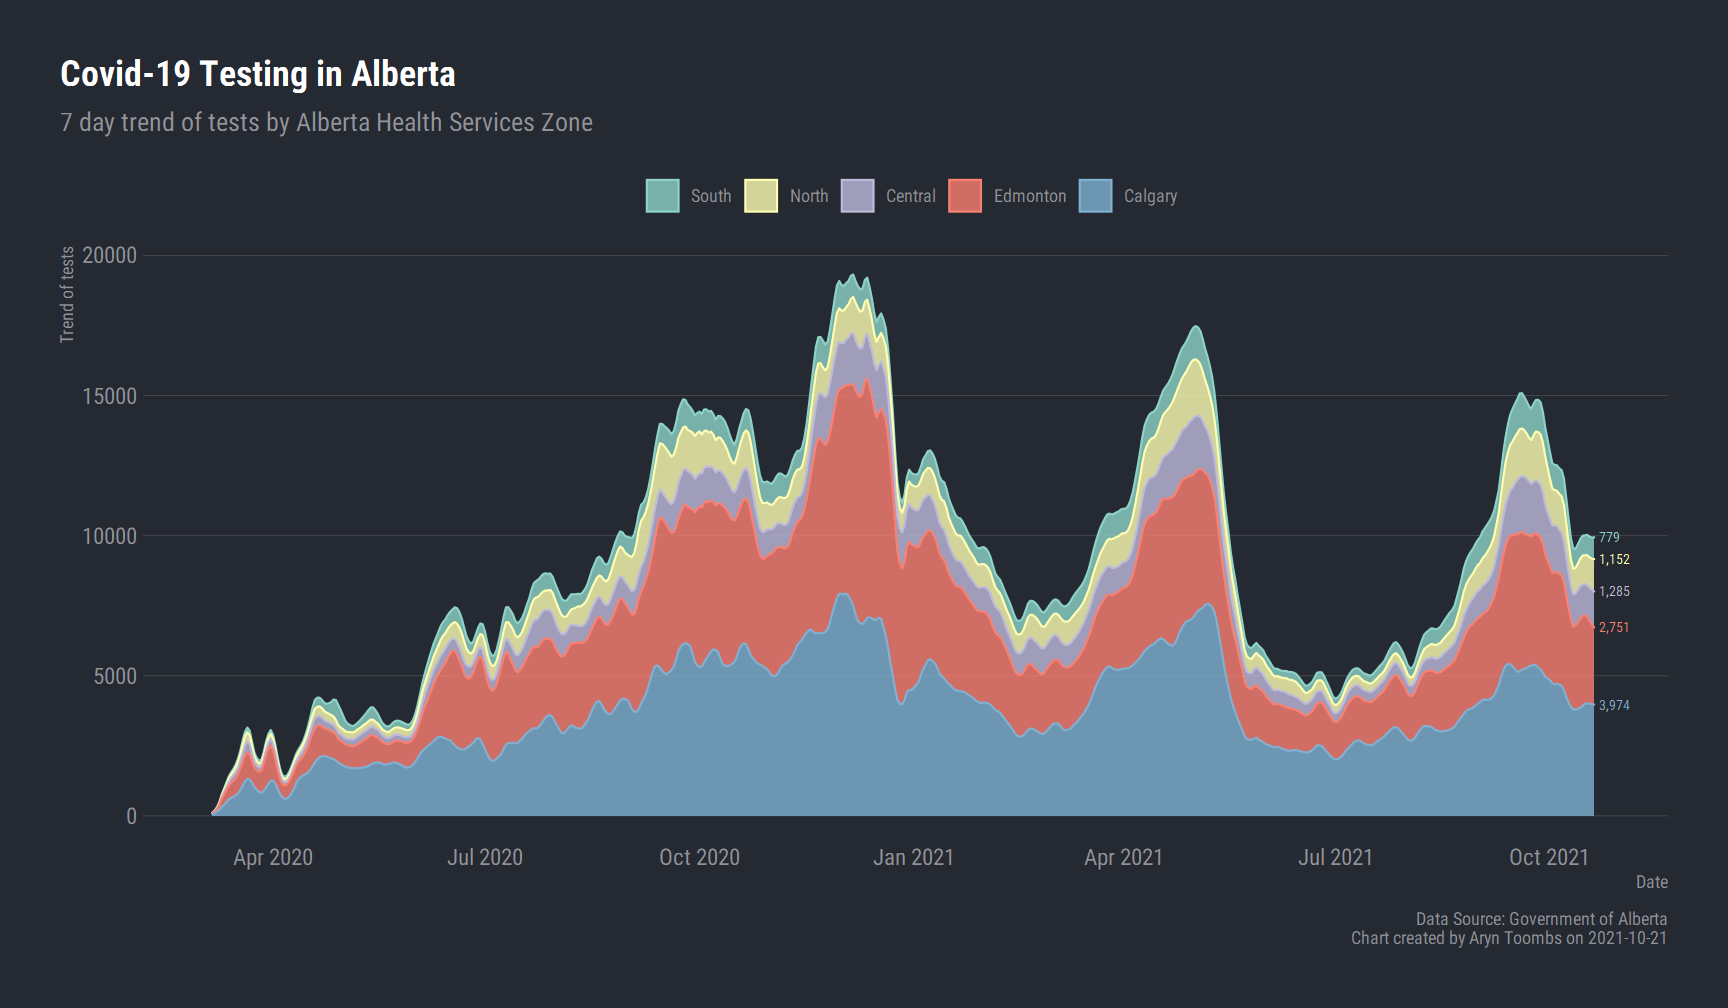 Covid-19 Testing in Alberta
7 day trend of tests by Alberta Health Services Zone
South North Central Edmonton Calgary
Trend of tests
20000
15000
10000
5000
0
779
1,152
1,285
2,751
3,974
Apr 2020 Jul 2020 Oct 2020 Jan 2021 Apr 2021 Jul 2021 Oct 2021
Date
Data Source: Government of Alberta
Chart created by Aryn Toombs on 2021-10-21